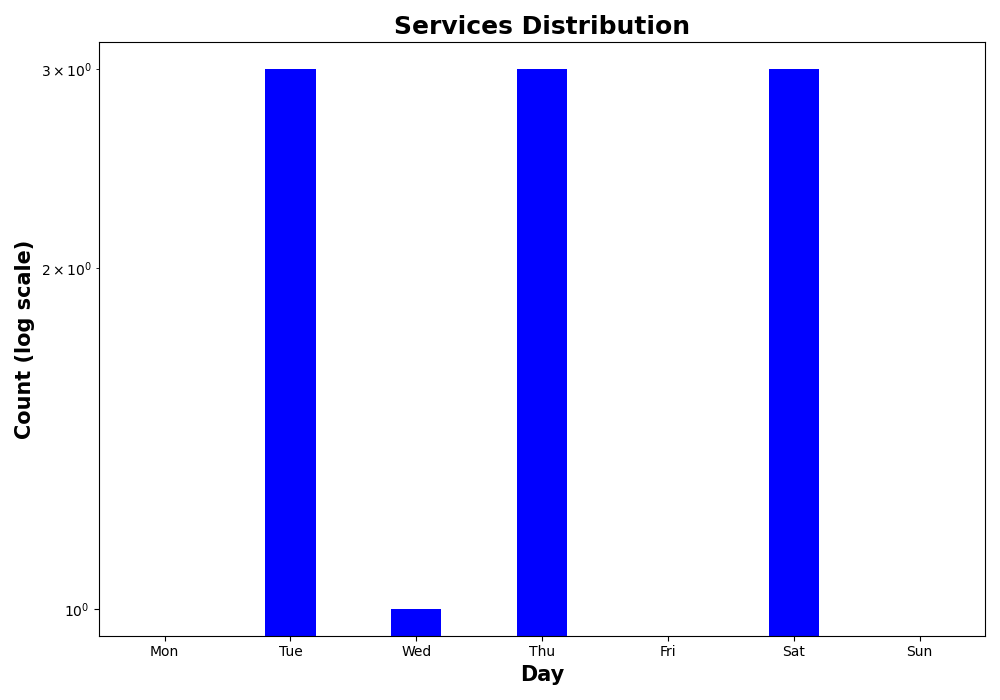 Services Distribution
Count (log scale)
3 × 10⁰
2 × 10⁰
10⁰
Mon Tue Wed Thu Fri Sat Sun
Day